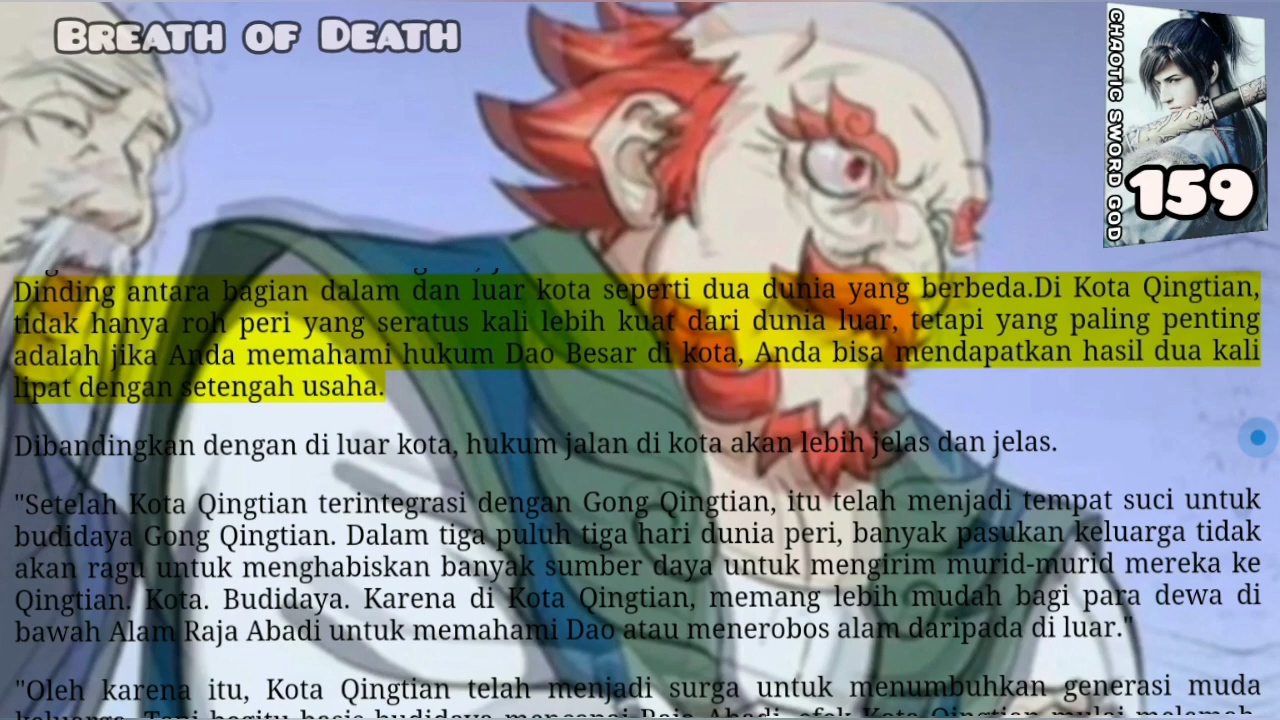 Breath of Death
CHAOTIC SWORD GOD
159
Dinding antara bagian dalam dan luar kota seperti dua dunia yang berbeda.Di Kota Qingtian,
tidak hanya roh peri yang seratus kali lebih kuat dari dunia luar, tetapi yang paling penting
adalah jika Anda memahami hukum Dao Besar di kota, Anda bisa mendapatkan hasil dua kali
lipat dengan setengah usaha.
Dibandingkan dengan di luar kota, hukum jalan di kota akan lebih jelas dan jelas.
"Setelah Kota Qingtian terintegrasi dengan Gong Qingtian, itu telah menjadi tempat suci untuk
budidaya Gong Qingtian. Dalam tiga puluh tiga hari dunia peri, banyak pasukan keluarga tidak
akan ragu untuk menghabiskan banyak sumber daya untuk mengirim murid-murid mereka ke
Qingtian. Kota. Budidaya. Karena di Kota Qingtian, memang lebih mudah bagi para dewa di
bawah Alam Raja Abadi untuk memahami Dao atau menerobos alam daripada di luar."
"Oleh karena itu, Kota Qingtian telah menjadi surga untuk menumbuhkan generasi muda